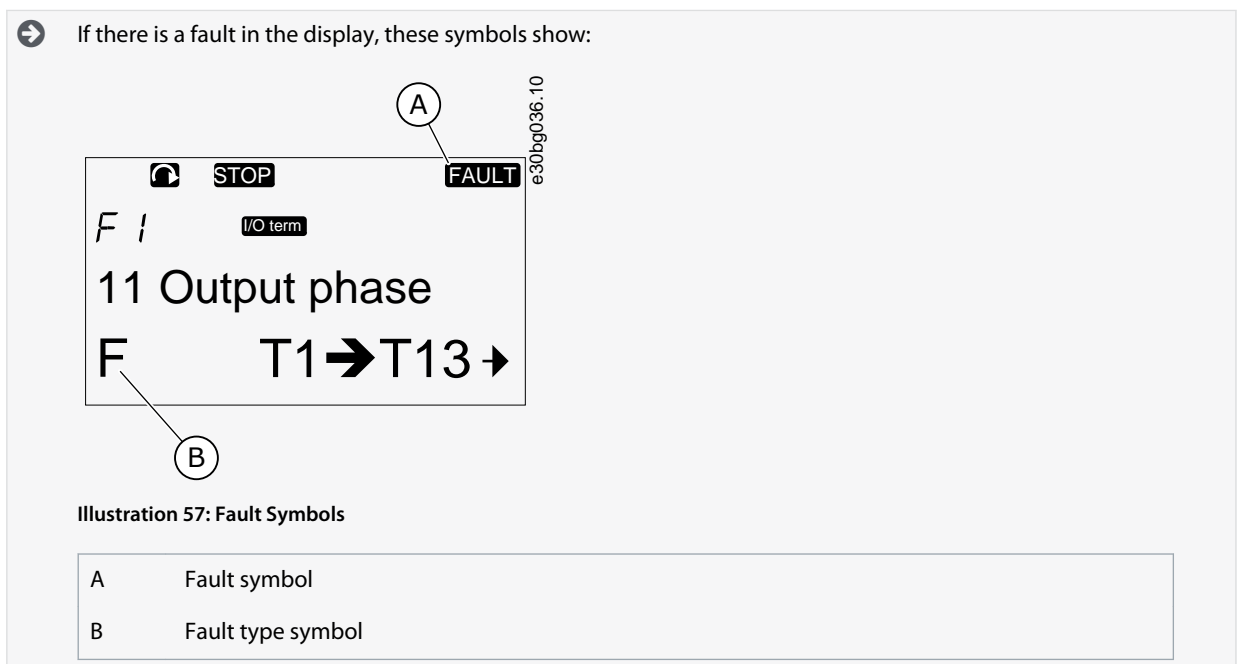 If there is a fault in the display, these symbols show:
A
e30bg036.10
STOP FAULT
F 1 I/O term
11 Output phase
F T1➔T13➔
B
Illustration 57: Fault Symbols
A Fault symbol
B Fault type symbol